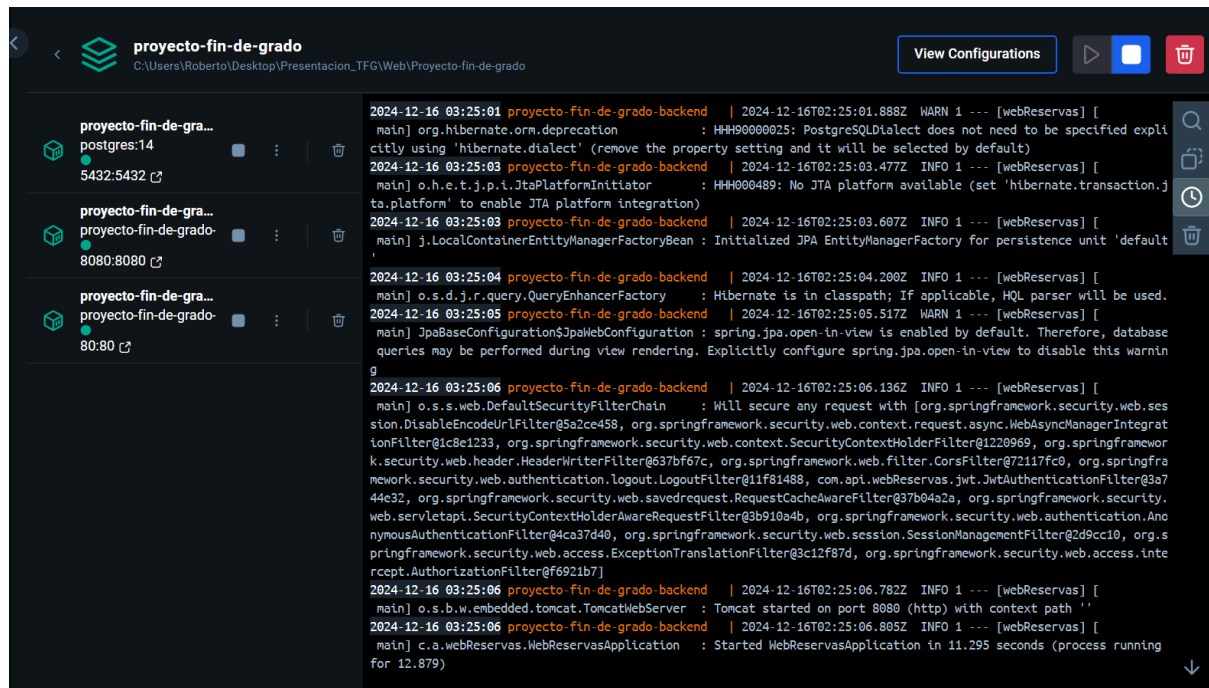 proyecto-fin-de-grado
C:\Users\Roberto\Desktop\Presentacion_TFG\Web\Proyecto-fin-de-grado
View Configurations
proyecto-fin-de-gra...
postgres:14
5432:5432
proyecto-fin-de-gra...
proyecto-fin-de-grado-
8080:8080
proyecto-fin-de-gra...
proyecto-fin-de-grado-
80:80
2024-12-16 03:25:01 proyecto-fin-de-grado-backend | 2024-12-16T02:25:01.888Z WARN 1 --- [webReservas] [
main] org.hibernate.orm.deprecation : HHH90000025: PostgreSQLDialect does not need to be specified expli
citly using 'hibernate.dialect' (remove the property setting and it will be selected by default)
2024-12-16 03:25:03 proyecto-fin-de-grado-backend | 2024-12-16T02:25:03.477Z INFO 1 --- [webReservas] [
main] o.h.e.t.j.p.i.JtaPlatformInitiator : HHH000489: No JTA platform available (set 'hibernate.transaction.j
ta.platform' to enable JTA platform integration)
2024-12-16 03:25:03 proyecto-fin-de-grado-backend | 2024-12-16T02:25:03.607Z INFO 1 --- [webReservas] [
main] j.LocalContainerEntityManagerFactoryBean : Initialized JPA EntityManagerFactory for persistence unit 'default
'
2024-12-16 03:25:04 proyecto-fin-de-grado-backend | 2024-12-16T02:25:04.200Z INFO 1 --- [webReservas] [
main] o.s.d.j.r.query.QueryEnhancerFactory : Hibernate is in classpath; If applicable, HQL parser will be used.
2024-12-16 03:25:05 proyecto-fin-de-grado-backend | 2024-12-16T02:25:05.517Z WARN 1 --- [webReservas] [
main] JpaBaseConfiguration$JpaWebConfiguration : spring.jpa.open-in-view is enabled by default. Therefore, database
queries may be performed during view rendering. Explicitly configure spring.jpa.open-in-view to disable this warnin
g
2024-12-16 03:25:06 proyecto-fin-de-grado-backend | 2024-12-16T02:25:06.136Z INFO 1 --- [webReservas] [
main] o.s.s.web.DefaultSecurityFilterChain : Will secure any request with [org.springframework.security.web.ses
sion.DisableEncodeUrlFilter@5a2ce458, org.springframework.security.web.context.request.async.WebAsyncManagerIntegrat
ionFilter@1c8e1233, org.springframework.security.web.context.SecurityContextHolderFilter@1220969, org.springframewor
k.security.web.header.HeaderWriterFilter@637bf67c, org.springframework.web.filter.CorsFilter@72117fc0, org.springfra
mework.security.web.authentication.logout.LogoutFilter@11f81488, com.api.webReservas.jwt.JwtAuthenticationFilter@3a7
44e32, org.springframework.security.web.savedrequest.RequestCacheAwareFilter@37b04a2a, org.springframework.security.
web.servletapi.SecurityContextHolderAwareRequestFilter@3b910a4b, org.springframework.security.web.authentication.Ano
nymousAuthenticationFilter@4ca37d40, org.springframework.security.web.session.SessionManagementFilter@2d9cc10, org.s
pringframework.security.web.access.ExceptionTranslationFilter@3c12f87d, org.springframework.security.web.access.inte
rcept.AuthorizationFilter@f6921b7]
2024-12-16 03:25:06 proyecto-fin-de-grado-backend | 2024-12-16T02:25:06.782Z INFO 1 --- [webReservas] [
main] o.s.b.w.embedded.tomcat.TomcatWebServer : Tomcat started on port 8080 (http) with context path ''
2024-12-16 03:25:06 proyecto-fin-de-grado-backend | 2024-12-16T02:25:06.805Z INFO 1 --- [webReservas] [
main] c.a.webReservas.WebReservasApplication : Started WebReservasApplication in 11.295 seconds (process running
for 12.879)